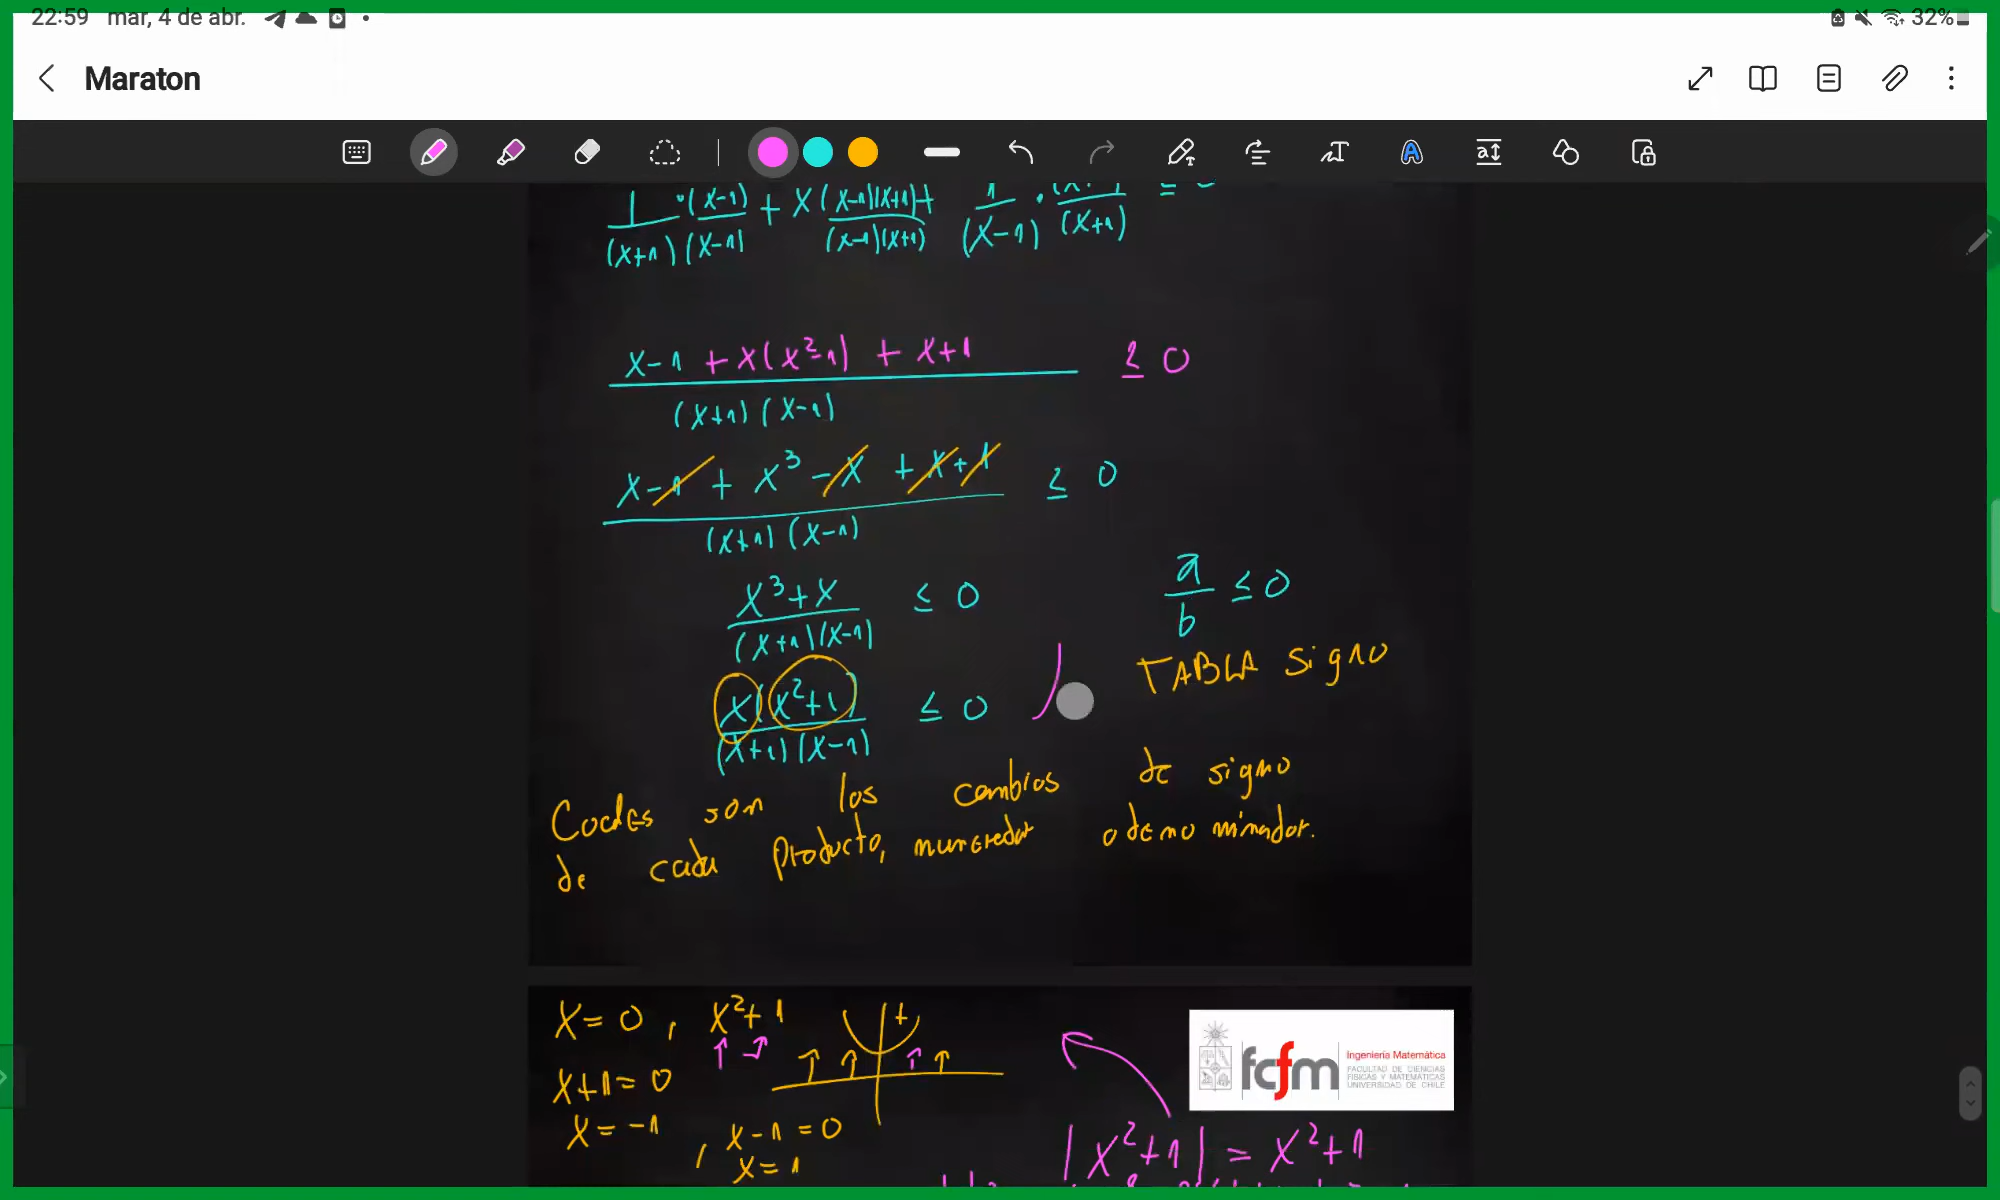 22:59 mar, 4 de abr. 32%
Maraton
1/(x+1) · (x-1)/(x-1) + x (x-1)(x+1)/(x-1)(x+1) + 1/(x-1) · /(x+1) ≤
x-1 + x(x²-1) + x+1 / (x+1)(x-1) ≤ 0
x-1 + x³ -x + x + 1 / (x+1)(x-1) ≤ 0
x³+x / (x+1)(x-1) ≤ 0
a/b ≤ 0
TABLA signo
x(x²+1) / (x+1)(x-1) ≤ 0
son los cambios de signo
de cada Producto, o denominador.
x=0, x²+1
+
x+1=0
x=-1
, x-1=0
x=1
fcfm Ingeniería Matemática
FACULTAD DE CIENCIAS
FÍSICAS Y MATEMÁTICAS
UNIVERSIDAD DE CHILE
|x²+1| = x²+1